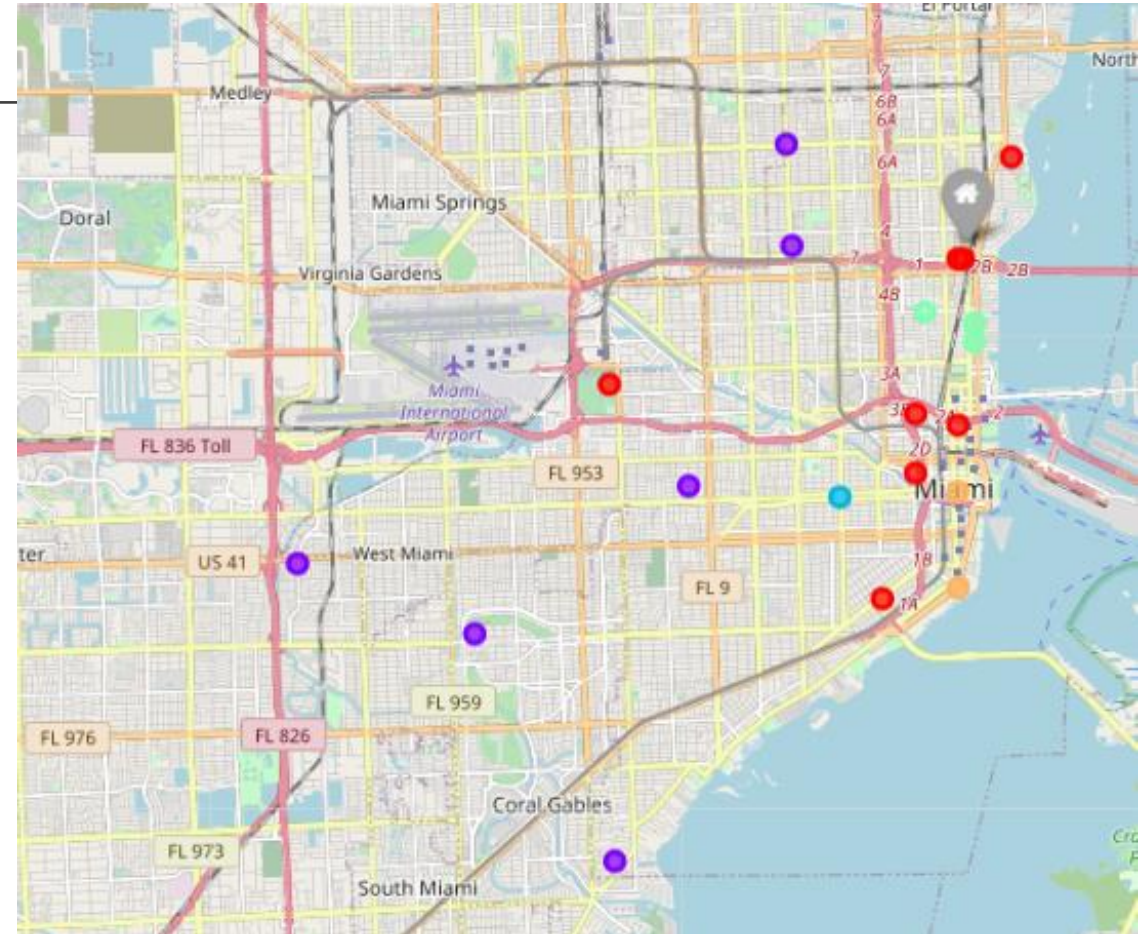 El Portal
North
Medley
7
6B
6A
6A
Miami Springs
Doral
4
Virginia Gardens
7
1
2B
2B
4B
3A
Miami
International
Airport
2
FL 836 Toll
2D
FL 953
Miami
ter
US 41
West Miami
1B
FL 9
1A
FL 959
FL 976
FL 826
Coral Gables
FL 973
South Miami